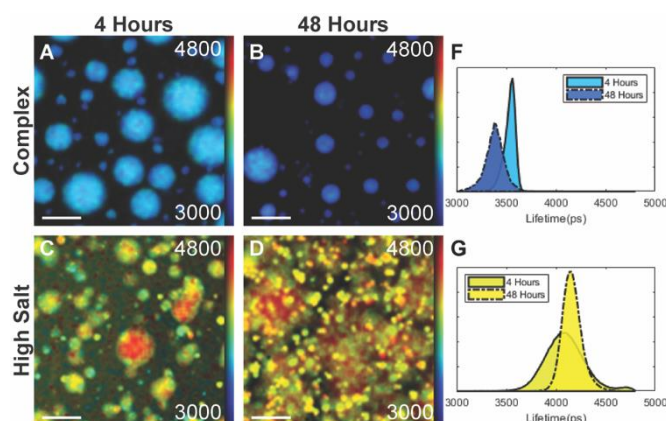 4 Hours 48 Hours
A 4800 B 4800 F
Complex
4 Hours
48 Hours
3000 3000
3000 3500 4000 4500 5000
Lifetime(ps)
C 4800 D 4800 G
High Salt
4 Hours
48 Hours
3000 3000
3000 3500 4000 4500 5000
Lifetime(ps)